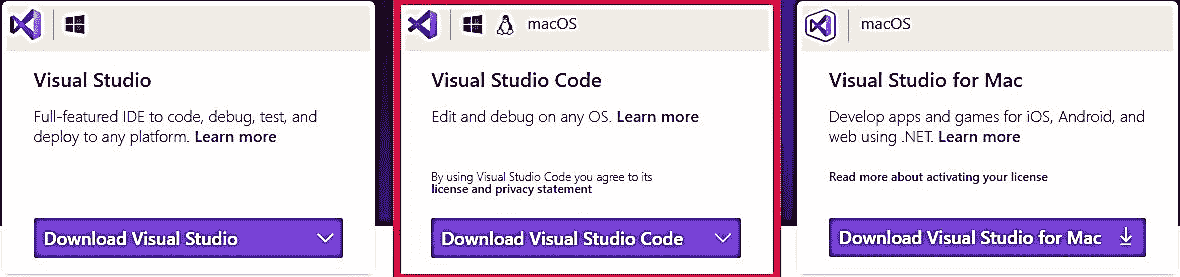 macOS
macOS
Visual Studio
Full-featured IDE to code, debug, test, and
deploy to any platform. Learn more
Download Visual Studio
Visual Studio Code
Edit and debug on any OS. Learn more
By using Visual Studio Code you agree to its
license and privacy statement
Download Visual Studio Code
Visual Studio for Mac
Develop apps and games for iOS, Android, and
web using .NET. Learn more
Read more about activating your license
Download Visual Studio for Mac